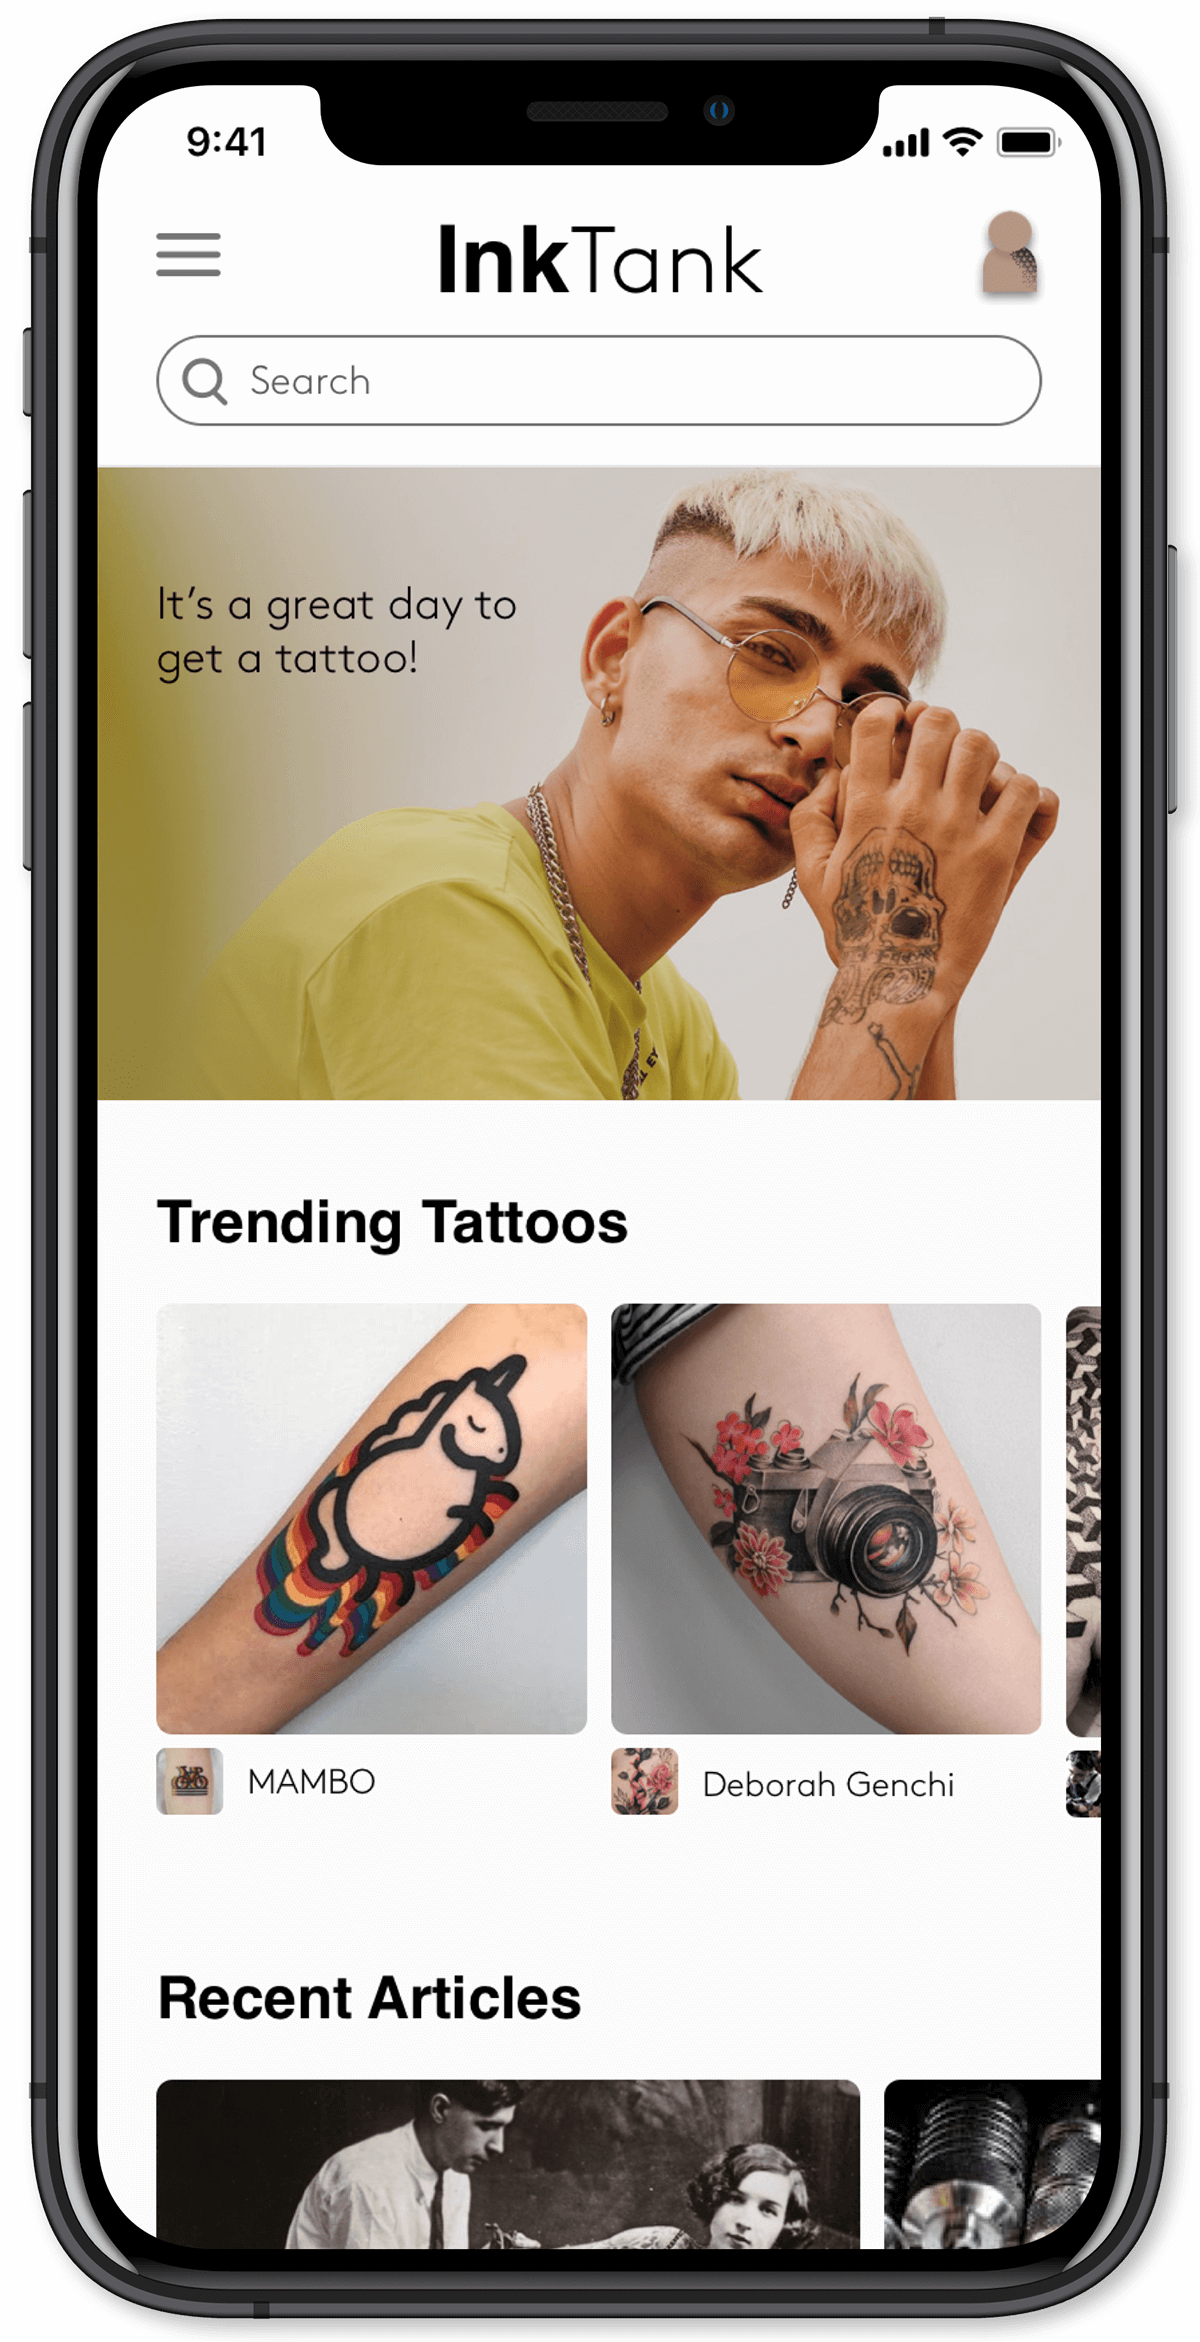 9:41
InkTank
Search
It's a great day to
get a tattoo!
Trending Tattoos
MAMBO
Deborah Genchi
Recent Articles